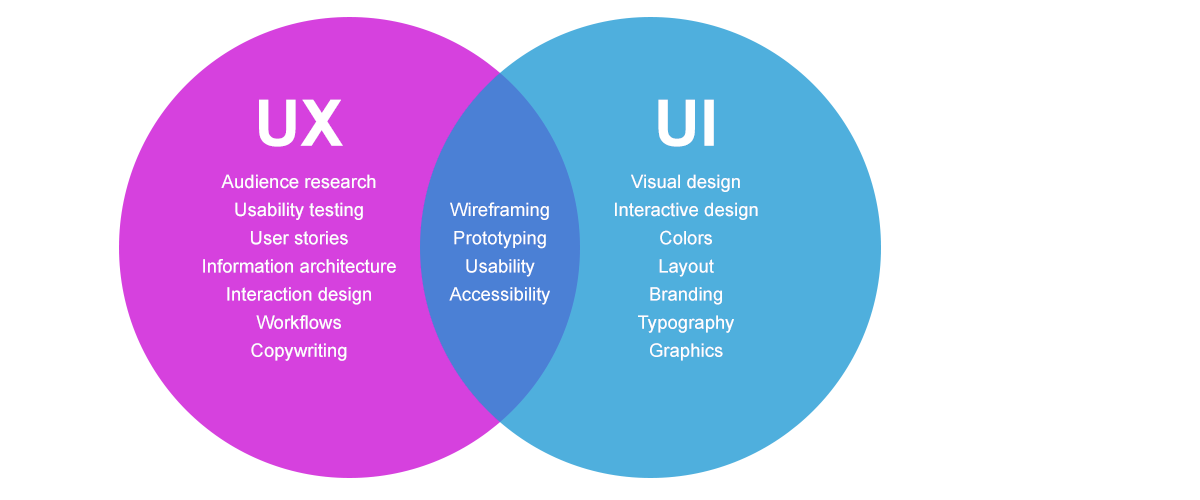 UX
Audience research
Usability testing
User stories
Information architecture
Interaction design
Workflows
Copywriting
Wireframing
Prototyping
Usability
Accessibility
UI
Visual design
Interactive design
Colors
Layout
Branding
Typography
Graphics